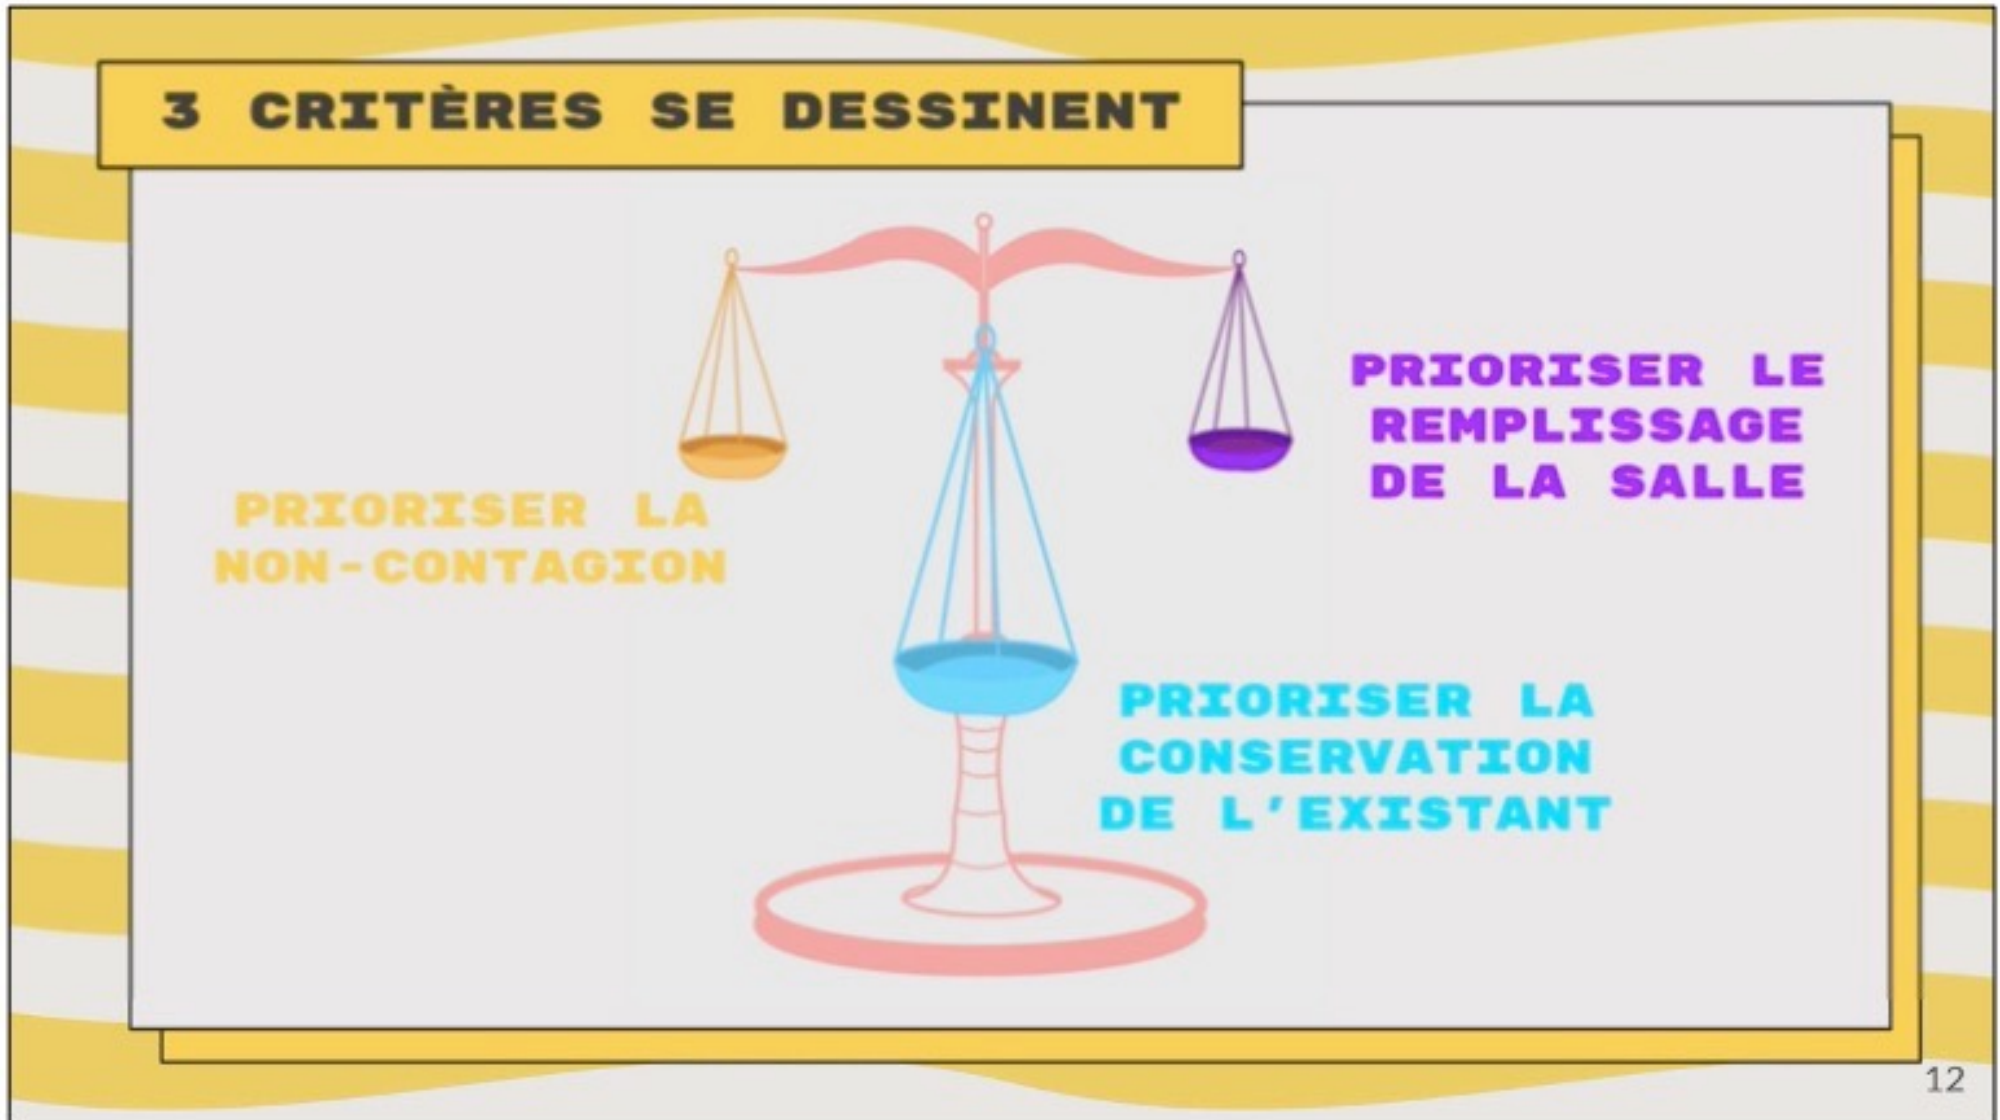 3 CRITÈRES SE DESSINENT
PRIORISER LE
REMPLISSAGE
DE LA SALLE
PRIORISER LA
NON-CONTAGION
PRIORISER LA
CONSERVATION
DE L'EXISTANT
12